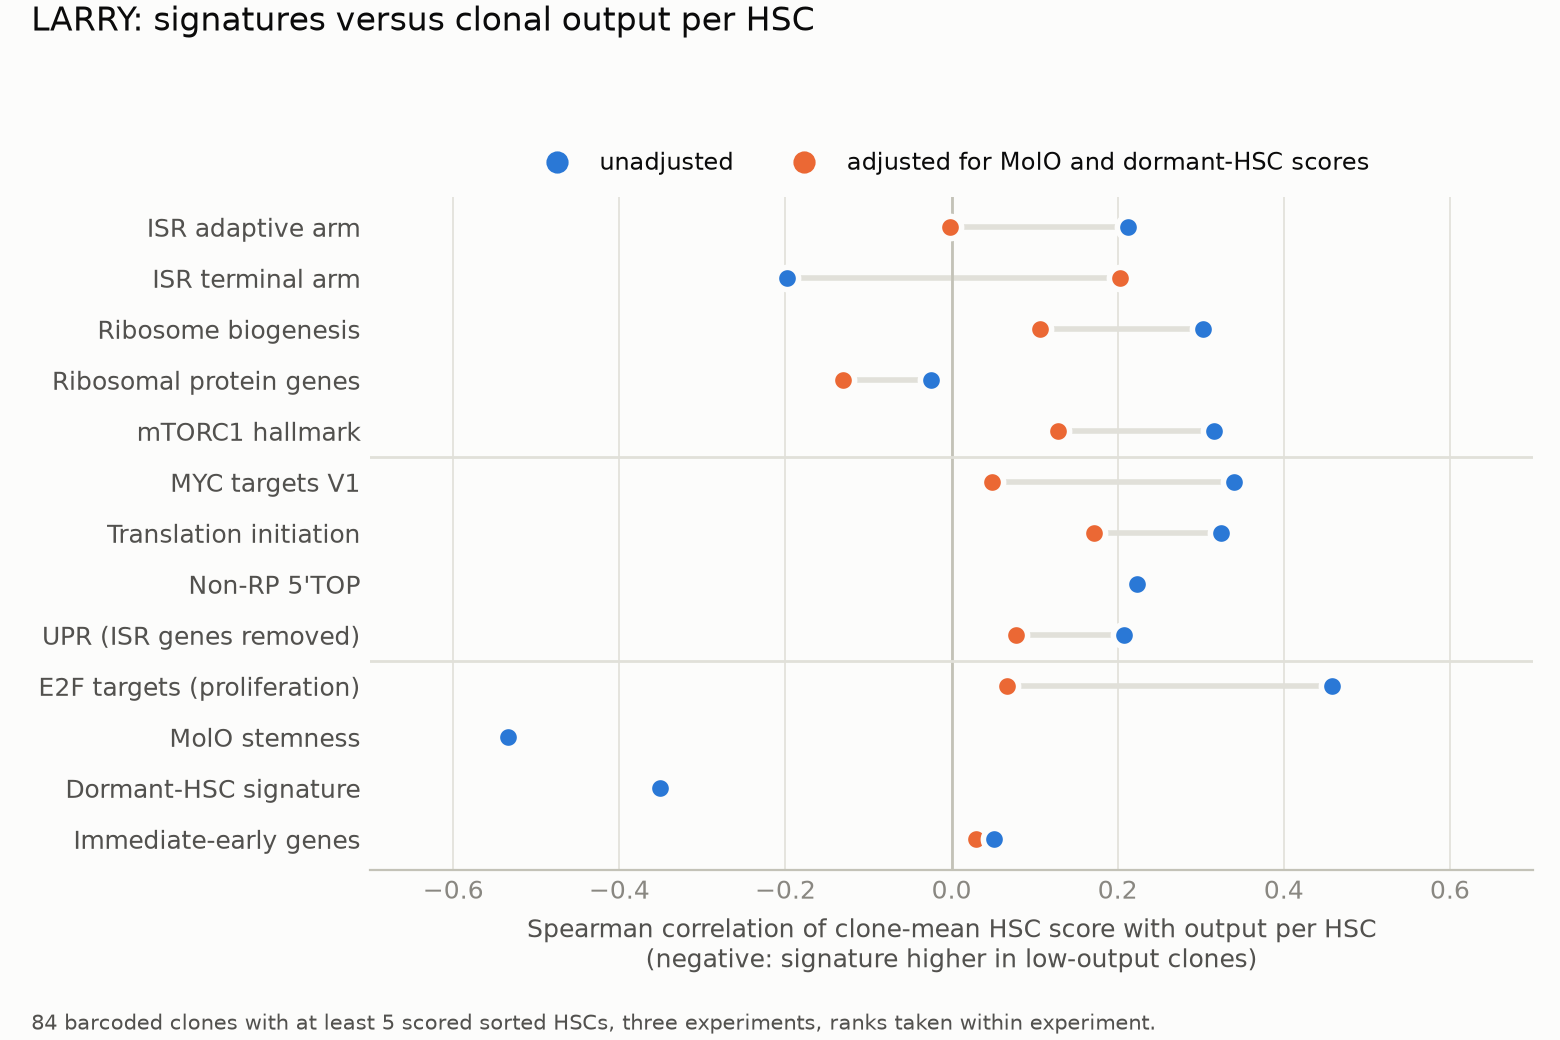 LARRY: signatures versus clonal output per HSC
unadjusted
adjusted for MolO and dormant-HSC scores
ISR adaptive arm
ISR terminal arm
Ribosome biogenesis
Ribosomal protein genes
mTORC1 hallmark
MYC targets V1
Translation initiation
Non-RP 5'TOP
UPR (ISR genes removed)
E2F targets (proliferation)
MolO stemness
Dormant-HSC signature
Immediate-early genes
−0.6 −0.4 −0.2 0.0 0.2 0.4 0.6
Spearman correlation of clone-mean HSC score with output per HSC
(negative: signature higher in low-output clones)
84 barcoded clones with at least 5 scored sorted HSCs, three experiments, ranks taken within experiment.